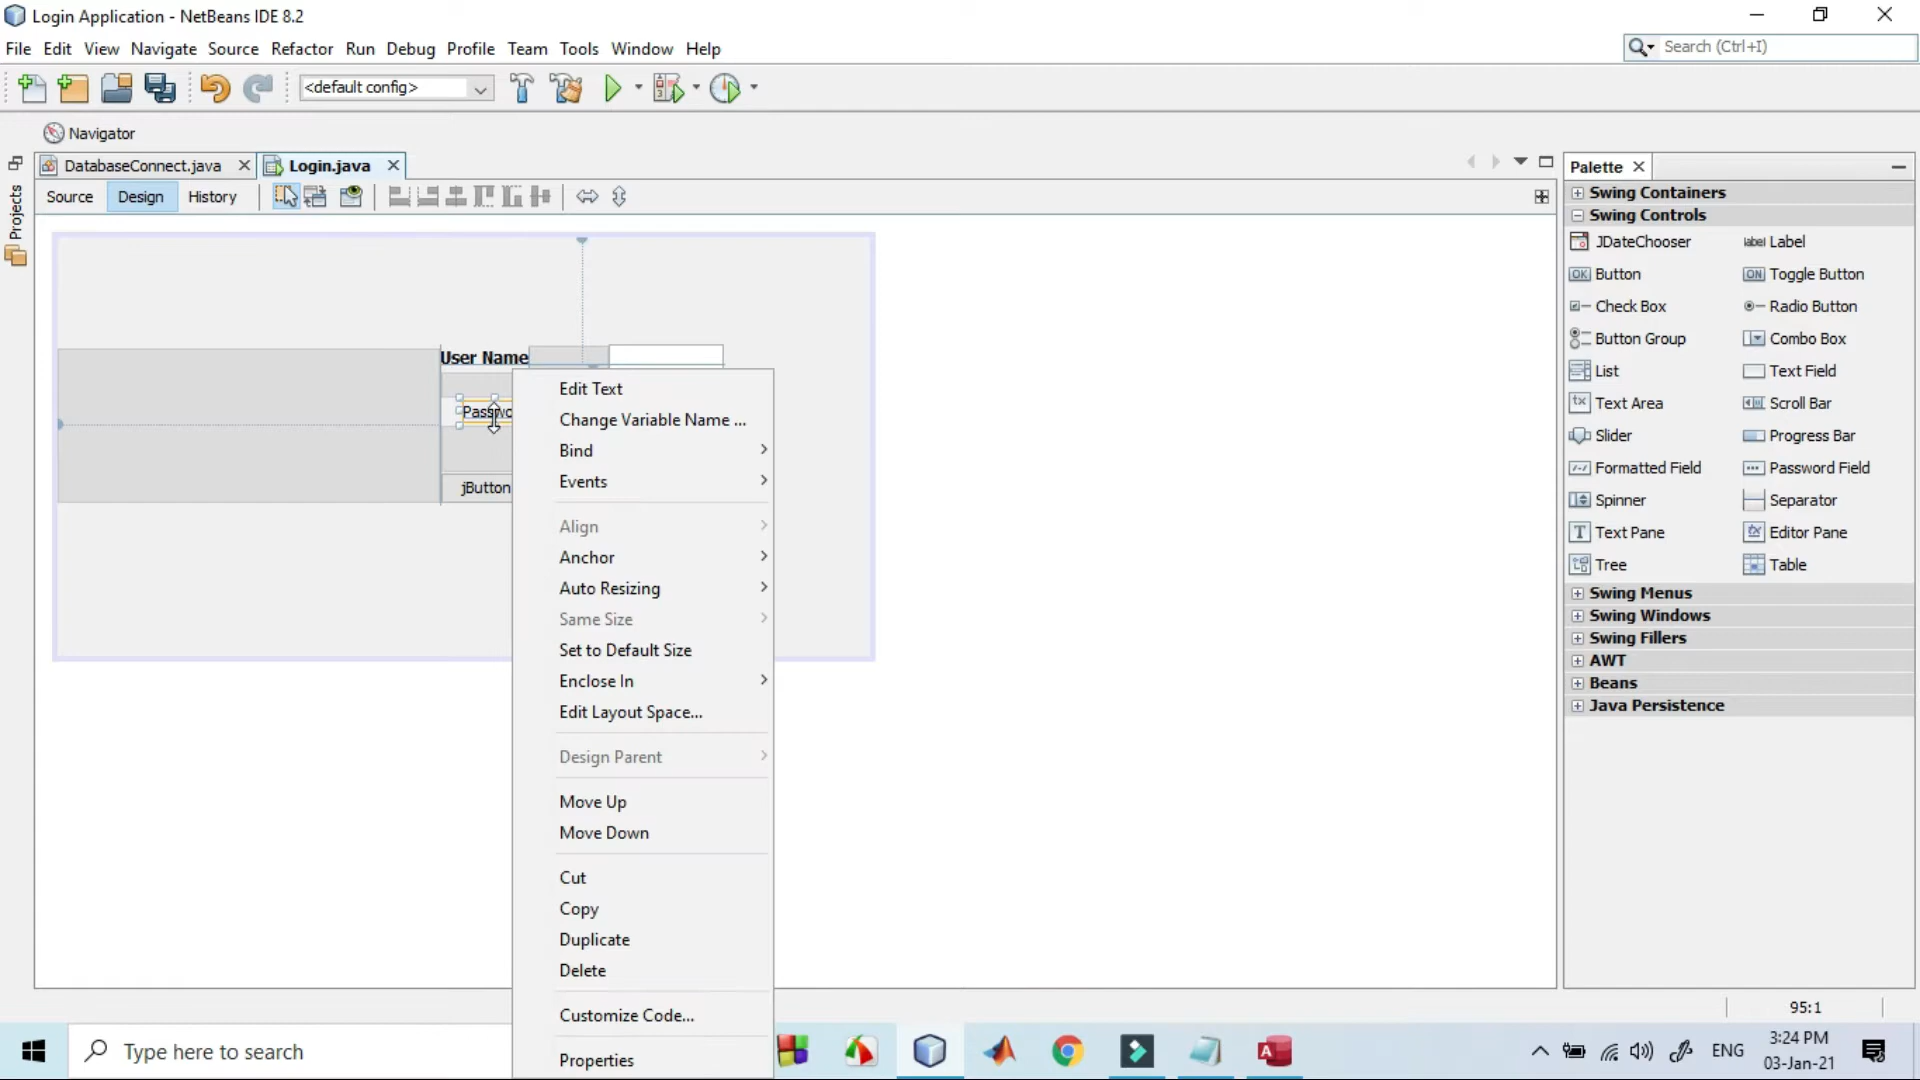 Login Application - NetBeans IDE 8.2
File Edit View Navigate Source Refactor Run Debug Profile Team Tools Window Help
Search (Ctrl+I)
<default config>
Navigator
Projects
DatabaseConnect.java
Login.java
Source Design History
User Name
Passwo
jButton
Edit Text
Change Variable Name ...
Bind
Events
Align
Anchor
Auto Resizing
Same Size
Set to Default Size
Enclose In
Edit Layout Space...
Design Parent
Move Up
Move Down
Cut
Copy
Duplicate
Delete
Customize Code...
Properties
Palette
Swing Containers
Swing Controls
JDateChooser label Label
OK Button ON Toggle Button
Check Box Radio Button
Button Group Combo Box
List Text Field
Text Area Scroll Bar
Slider Progress Bar
Formatted Field Password Field
Spinner Separator
Text Pane Editor Pane
Tree Table
Swing Menus
Swing Windows
Swing Fillers
AWT
Beans
Java Persistence
95:1
Type here to search
ENG
3:24 PM
03-Jan-21